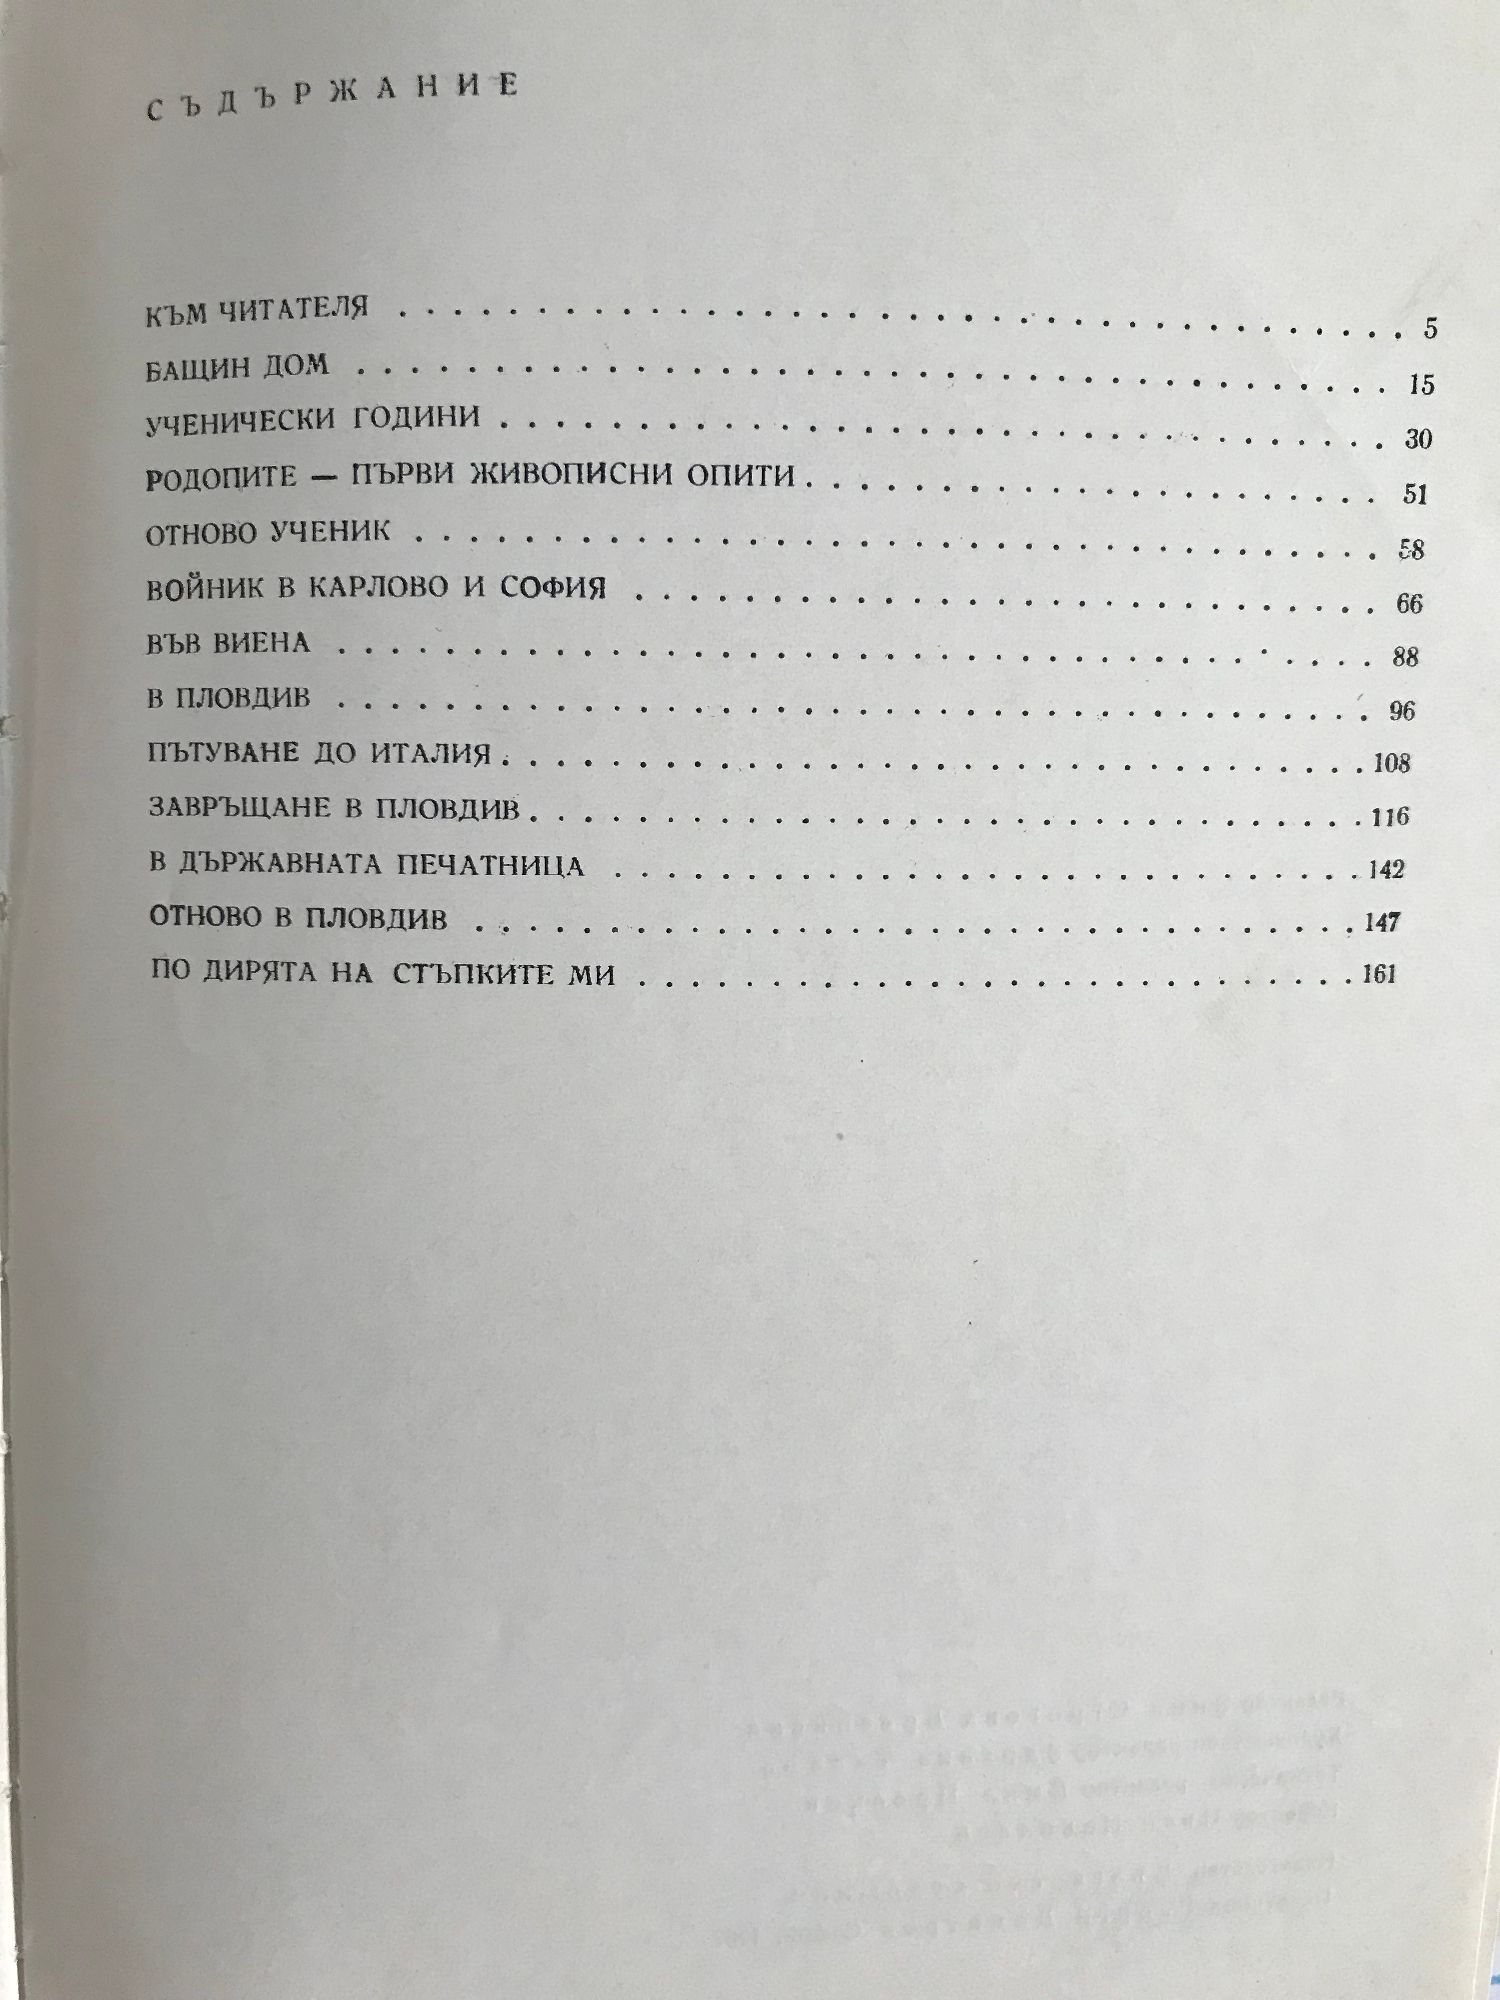 СЪДЪРЖАНИЕ
КЪМ ЧИТАТЕЛЯ . . . . . . . . . . . . . . . . . . . . 5
БАЩИН ДОМ . . . . . . . . . . . . . . . . . . . . 15
УЧЕНИЧЕСКИ ГОДИНИ . . . . . . . . . . . . . . . . . . . . 30
РОДОПИТЕ — ПЪРВИ ЖИВОПИСНИ ОПИТИ . . . . . . . . . . . . . . . . . . . . 51
ОТНОВО УЧЕНИК . . . . . . . . . . . . . . . . . . . . 58
ВОЙНИК В КАРЛОВО И СОФИЯ . . . . . . . . . . . . . . . . . . . . 66
ВЪВ ВИЕНА . . . . . . . . . . . . . . . . . . . . 88
В ПЛОВДИВ . . . . . . . . . . . . . . . . . . . . 96
ПЪТУВАНЕ ДО ИТАЛИЯ . . . . . . . . . . . . . . . . . . . . 108
ЗАВРЪЩАНЕ В ПЛОВДИВ . . . . . . . . . . . . . . . . . . . . 116
В ДЪРЖАВНАТА ПЕЧАТНИЦА . . . . . . . . . . . . . . . . . . . . 142
ОТНОВО В ПЛОВДИВ . . . . . . . . . . . . . . . . . . . . 147
ПО ДИРЯТА НА СТЪПКИТЕ МИ . . . . . . . . . . . . . . . . . . . . 161